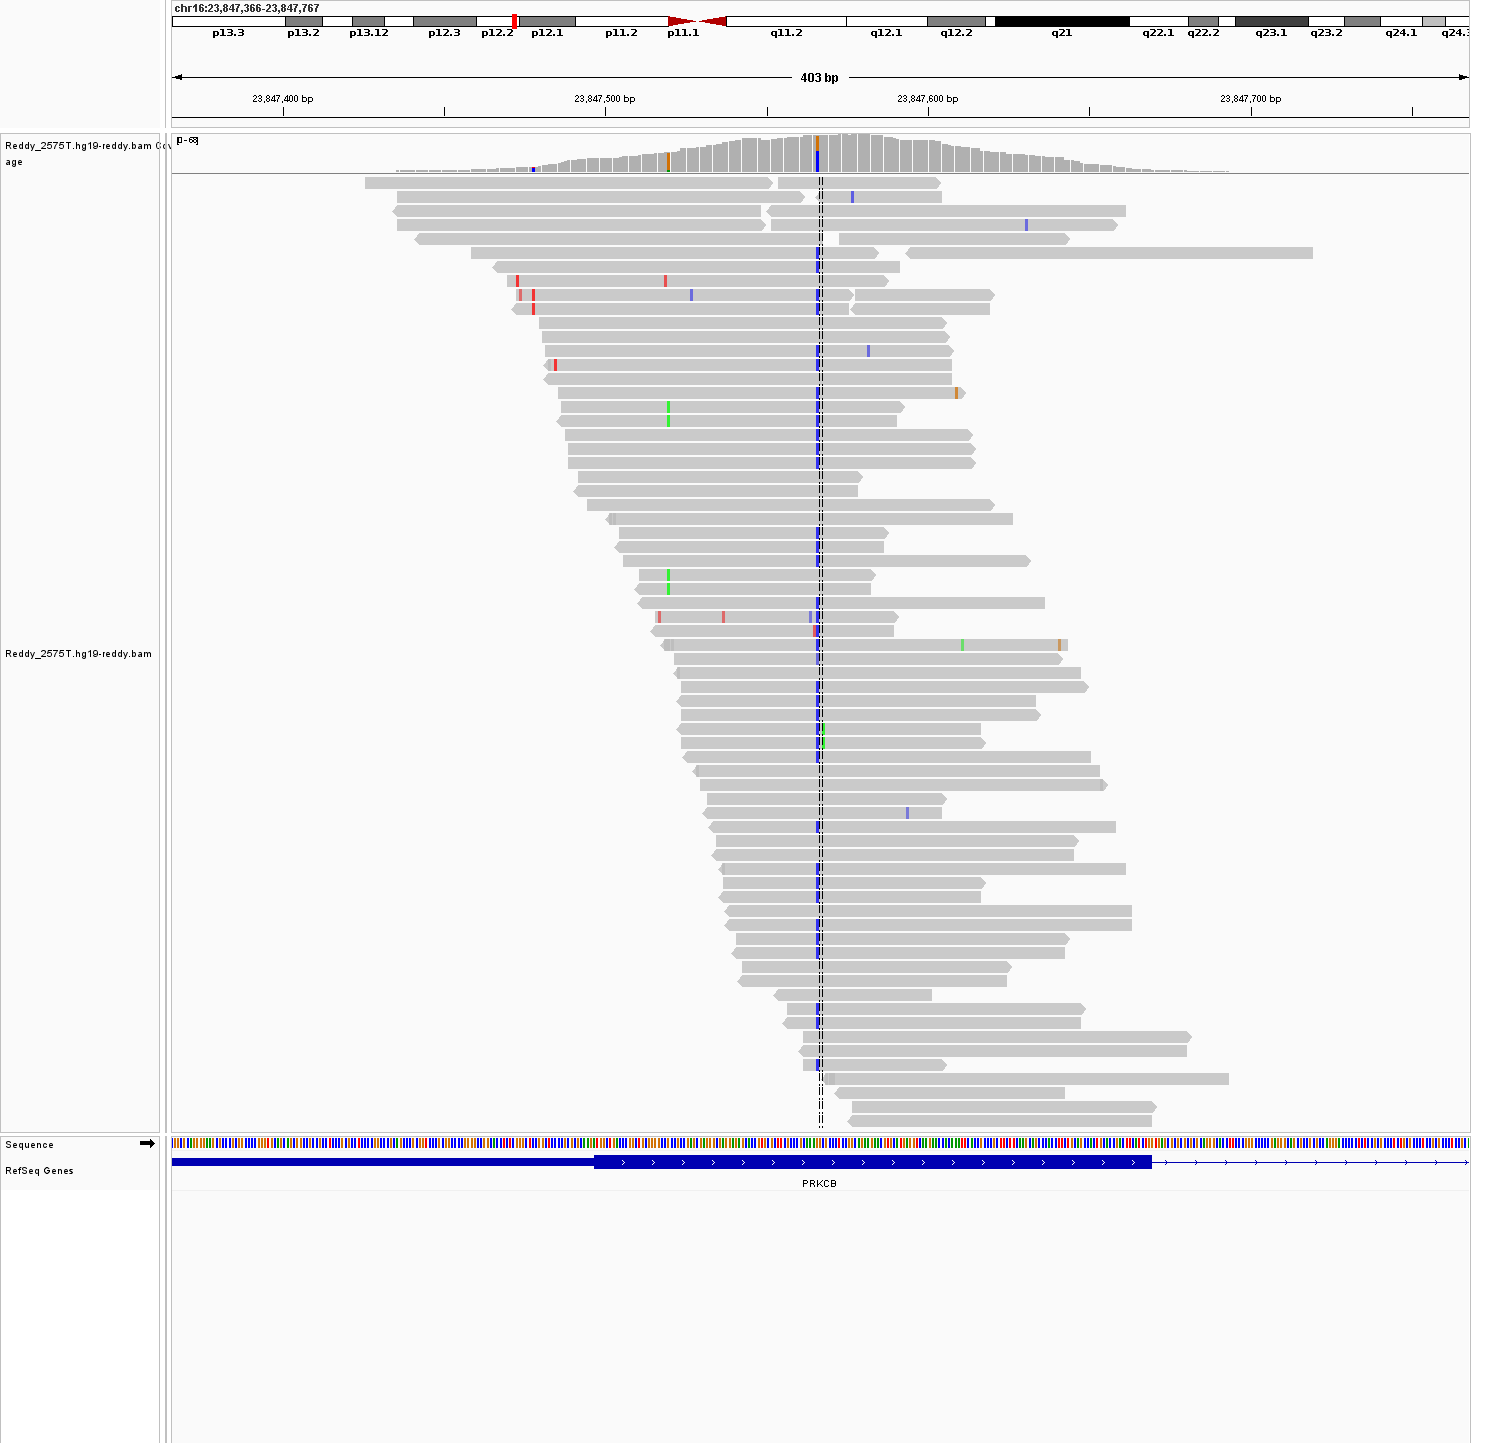 chr16:23,847,366-23,847,767
p13.3 p13.2 p13.12 p12.3 p12.2 p12.1 p11.2 p11.1 q11.2 q12.1 q12.2 q21 q22.1 q22.2 q23.1 q23.2 q24.1 q24.3
403 bp
23,847,400 bp 23,847,500 bp 23,847,600 bp 23,847,700 bp
[0 - 68]
Reddy_2575T.hg19-reddy.bam Cov
age
Reddy_2575T.hg19-reddy.bam
Sequence
RefSeq Genes
PRKCB